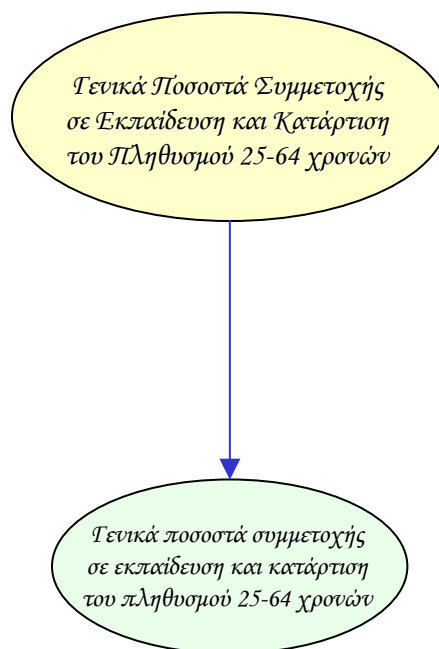 Γενικά Ποσοστά Συμμετοχής
σε Εκπαίδευση και Κατάρτιση
του Πληθυσμού 25-64 χρονών
Γενικά ποσοστά συμμετοχής
σε εκπαίδευση και κατάρτιση
του πληθυσμού 25-64 χρονών